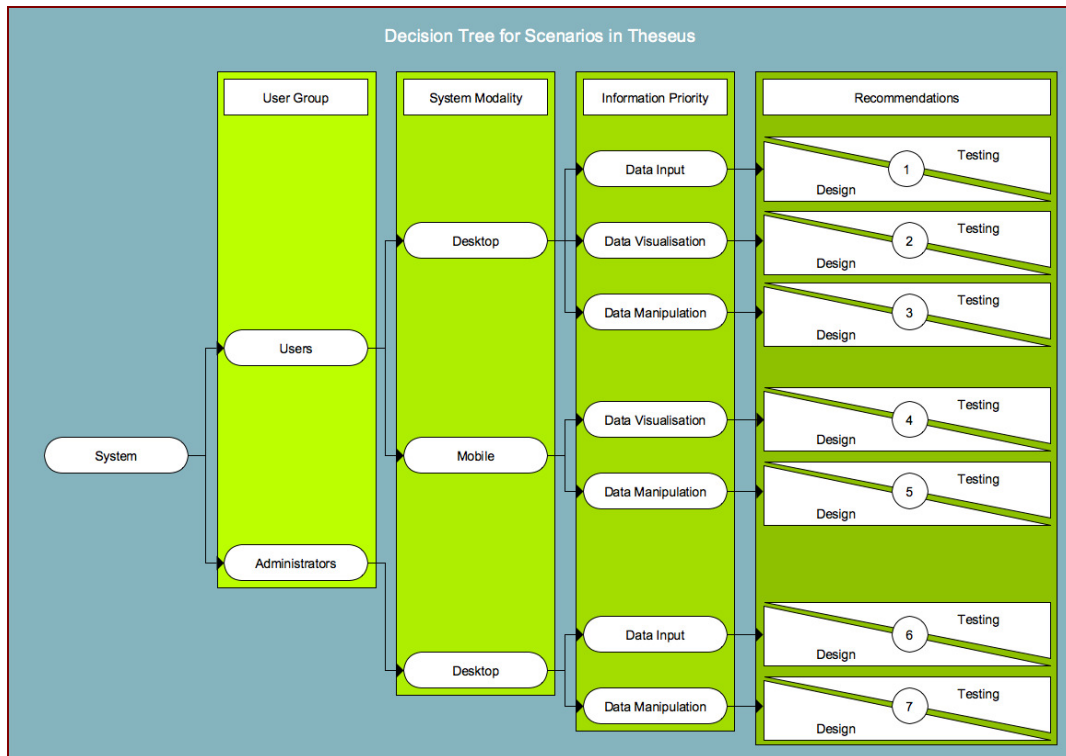 Decision Tree for Scenarios in Theseus
User Group
System Modality
Information Priority
Recommendations
Data Input
1
Testing
Design
Desktop
Data Visualisation
2
Testing
Design
Data Manipulation
3
Testing
Design
Users
Data Visualisation
4
Testing
Design
System
Mobile
Data Manipulation
5
Testing
Design
Administrators
Data Input
6
Testing
Design
Desktop
Data Manipulation
7
Testing
Design